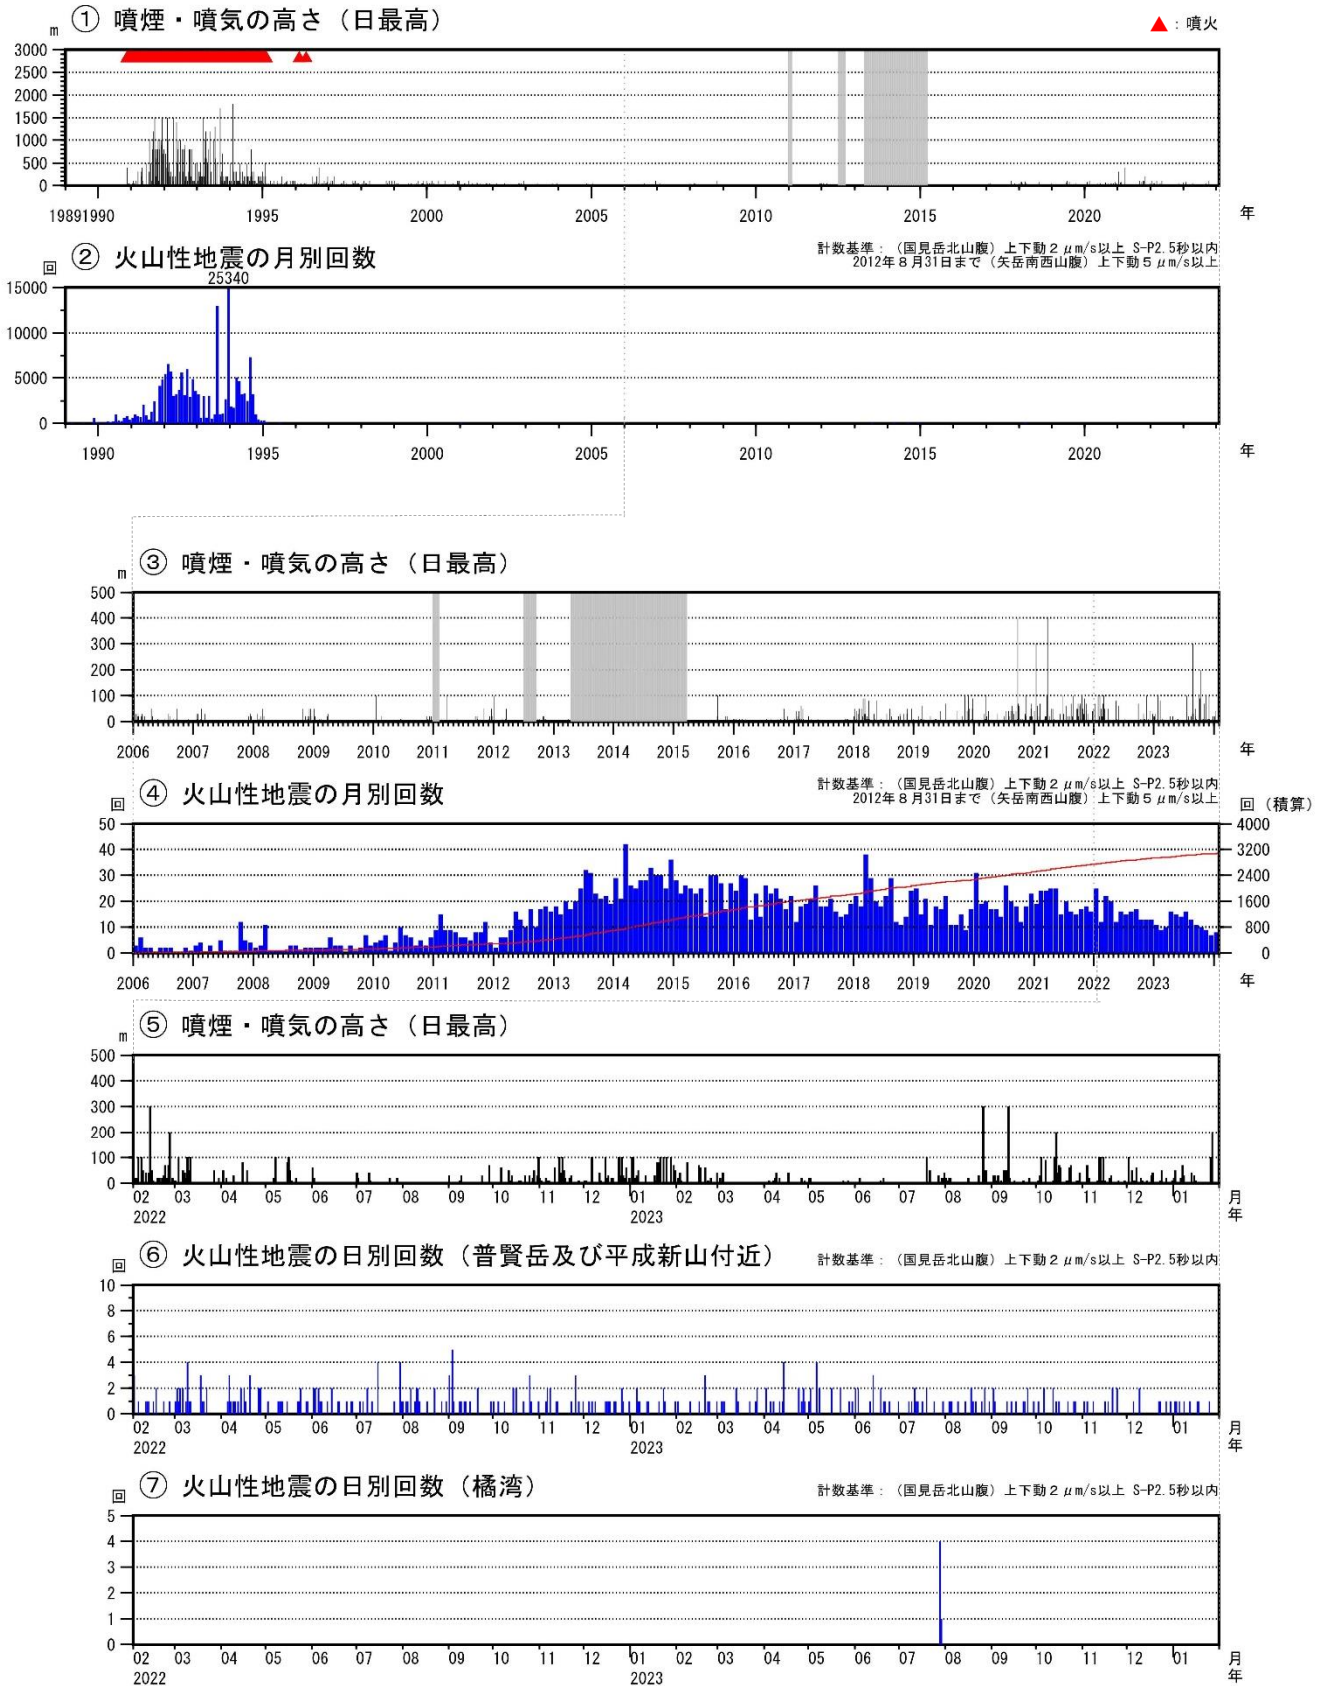 ① 噴煙・噴気の高さ（日最高）
▲：噴火
m
3000
2500
2000
1500
1000
500
0
1989 1990 1995 2000 2005 2010 2015 2020 年
② 火山性地震の月別回数
計数基準：（国見岳北山腹）上下動２μm/s以上 S-P2.5秒以内
2012年８月31日まで（矢岳南西山腹）上下動５μm/s以上
回
25340
15000
10000
5000
0
1990 1995 2000 2005 2010 2015 2020 年
③ 噴煙・噴気の高さ（日最高）
m
500
400
300
200
100
0
2006 2007 2008 2009 2010 2011 2012 2013 2014 2015 2016 2017 2018 2019 2020 2021 2022 2023 年
④ 火山性地震の月別回数
計数基準：（国見岳北山腹）上下動２μm/s以上 S-P2.5秒以内
2012年８月31日まで（矢岳南西山腹）上下動５μm/s以上
回 回（積算）
50 4000
40 3200
30 2400
20 1600
10 800
0 0
2006 2007 2008 2009 2010 2011 2012 2013 2014 2015 2016 2017 2018 2019 2020 2021 2022 2023 年
⑤ 噴煙・噴気の高さ（日最高）
m
500
400
300
200
100
0
02 03 04 05 06 07 08 09 10 11 12 01 02 03 04 05 06 07 08 09 10 11 12 01 月
2022 2023 年
⑥ 火山性地震の日別回数（普賢岳及び平成新山付近）
計数基準：（国見岳北山腹）上下動２μm/s以上 S-P2.5秒以内
回
10
8
6
4
2
0
02 03 04 05 06 07 08 09 10 11 12 01 02 03 04 05 06 07 08 09 10 11 12 01 月
2022 2023 年
⑦ 火山性地震の日別回数（橘湾）
計数基準：（国見岳北山腹）上下動２μm/s以上 S-P2.5秒以内
回
5
4
3
2
1
0
02 03 04 05 06 07 08 09 10 11 12 01 02 03 04 05 06 07 08 09 10 11 12 01 月
2022 2023 年